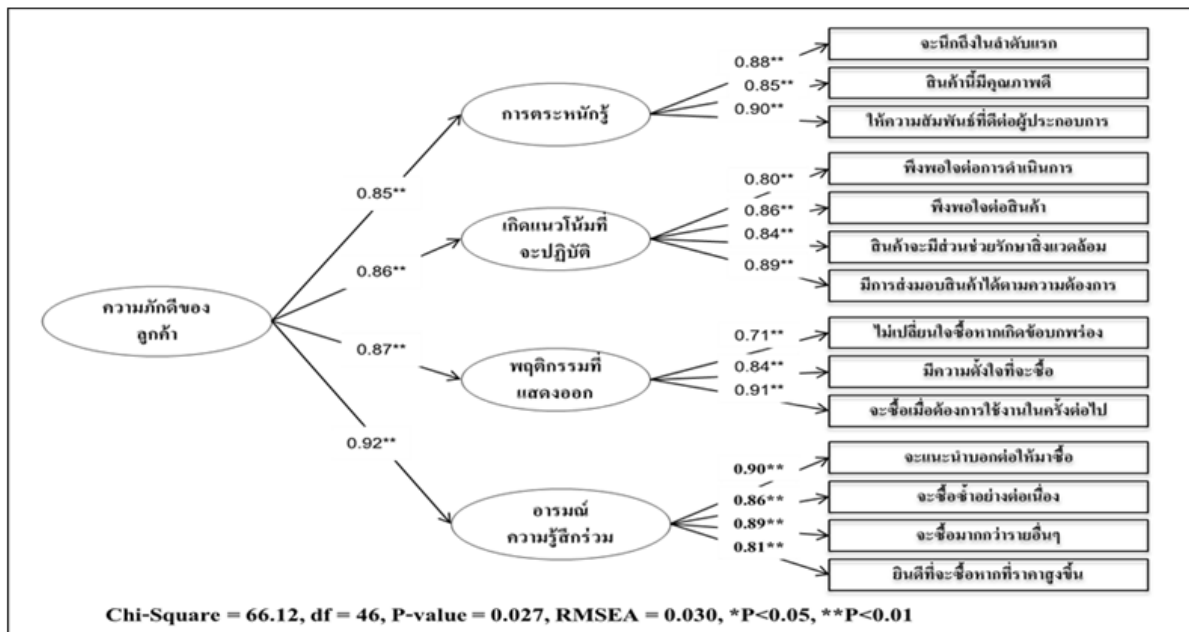 จะนึกถึงในลำดับแรก
0.88**
สินค้านี้มีคุณภาพดี
0.85**
การตระหนักรู้
0.90**
ให้ความสัมพันธ์ที่ดีต่อผู้ประกอบการ
0.85**
พึงพอใจต่อการดำเนินการ
0.80**
พึงพอใจต่อสินค้า
0.86**
เกิดแนวโน้มที่
จะปฏิบัติ
0.84**
สินค้าจะมีส่วนช่วยรักษาสิ่งแวดล้อม
0.89**
มีการส่งมอบสินค้าได้ตามความต้องการ
0.86**
ความภักดีของ
ลูกค้า
0.87**
ไม่เปลี่ยนใจซื้อหากเกิดข้อบกพร่อง
0.71**
พฤติกรรมที่
แสดงออก
0.84**
มีความตั้งใจที่จะซื้อ
0.91**
จะซื้อเมื่อต้องการใช้งานในครั้งต่อไป
0.92**
จะแนะนำบอกต่อให้มาซื้อ
0.90**
จะซื้อซ้ำอย่างต่อเนื่อง
0.86**
อารมณ์
ความรู้สึกร่วม
0.89**
จะซื้อมากกว่ารายอื่นๆ
0.81**
ยินดีที่จะซื้อหากที่ราคาสูงขึ้น
Chi-Square = 66.12, df = 46, P-value = 0.027, RMSEA = 0.030, *P<0.05, **P<0.01